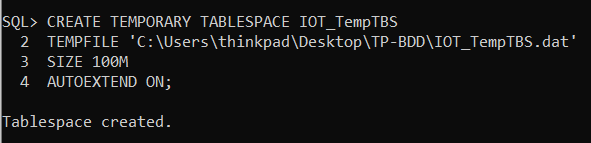 SQL> CREATE TEMPORARY TABLESPACE IOT_TempTBS
2 TEMPFILE 'C:\Users\thinkpad\Desktop\TP-BDD\IOT_TempTBS.dat'
3 SIZE 100M
4 AUTOEXTEND ON;
Tablespace created.